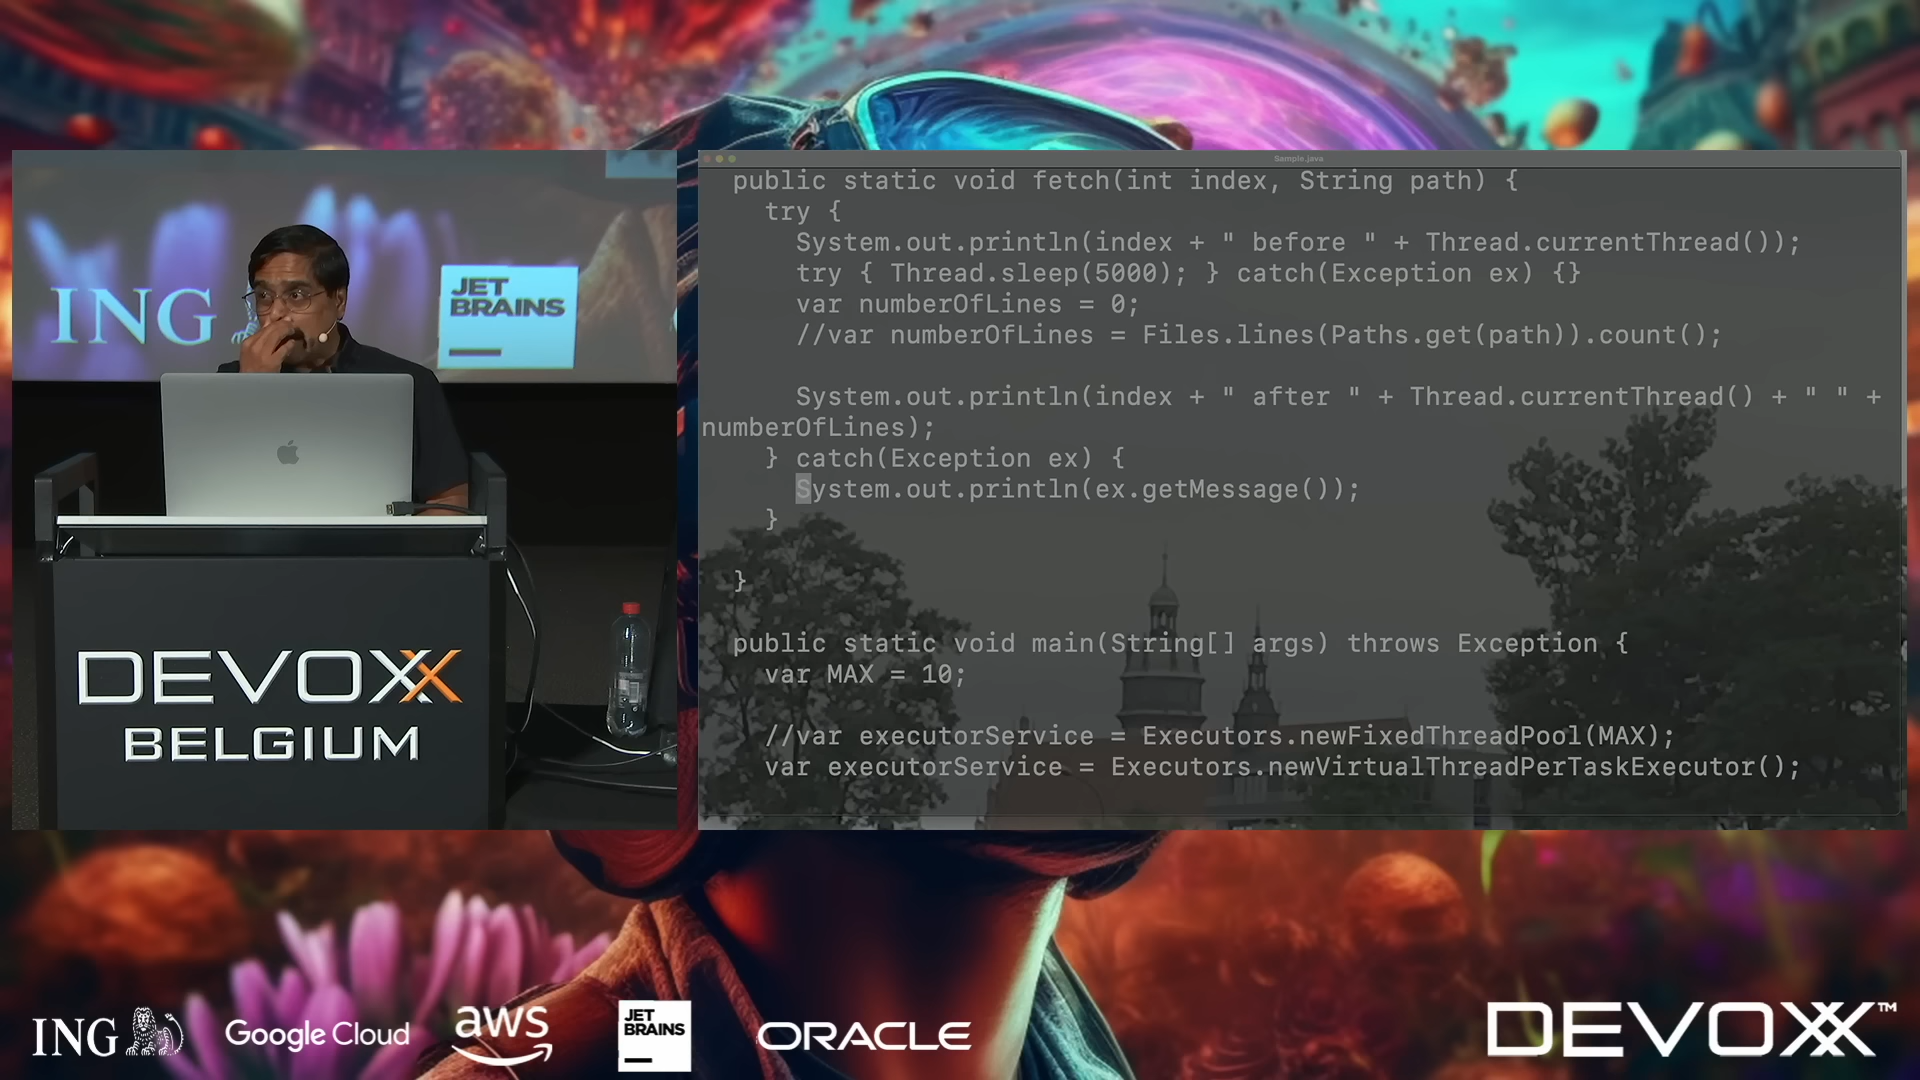 ING
JET
BRAINS
DEVOXX
BELGIUM
Sample.java
public static void fetch(int index, String path) {
try {
System.out.println(index + " before " + Thread.currentThread());
try { Thread.sleep(5000); } catch(Exception ex) {}
var numberOfLines = 0;
//var numberOfLines = Files.lines(Paths.get(path)).count();
System.out.println(index + " after " + Thread.currentThread() + " " +
numberOfLines);
} catch(Exception ex) {
System.out.println(ex.getMessage());
}
}
public static void main(String[] args) throws Exception {
var MAX = 10;
//var executorService = Executors.newFixedThreadPool(MAX);
var executorService = Executors.newVirtualThreadPerTaskExecutor();
ING
Google Cloud
aws
JET
BRAINS
ORACLE
DEVOXX™